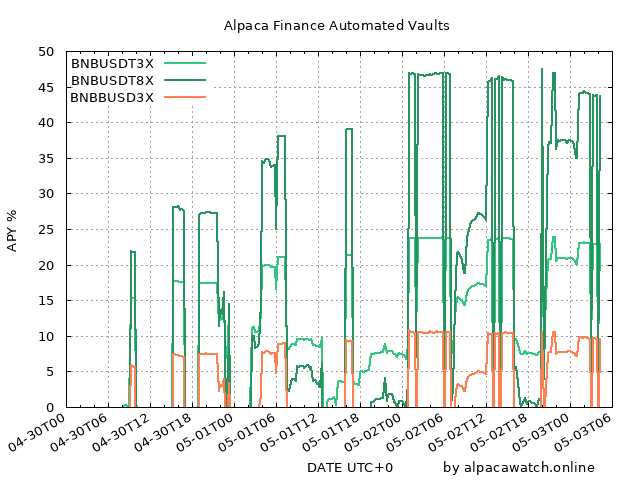 Alpaca Finance Automated Vaults
BNBUSDT3X
BNBUSDT8X
BNBBUSD3X
50
45
40
35
30
25
20
15
10
5
0
APY %
04-30T00
04-30T06
04-30T12
04-30T18
05-01T00
05-01T06
05-01T12
05-01T18
05-02T00
05-02T06
05-02T12
05-02T18
05-03T00
05-03T06
DATE UTC+0
by alpacawatch.online